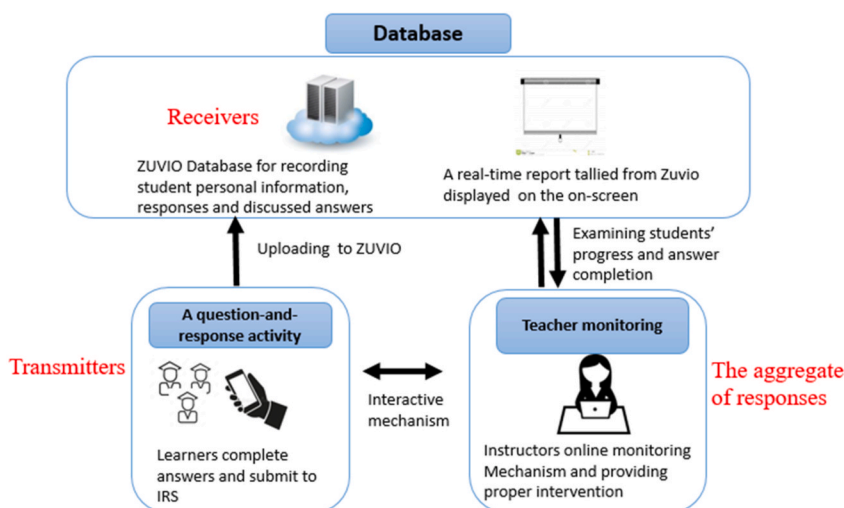 Database
Receivers
ZUVIO Database for recording
student personal information,
responses and discussed answers
A real-time report tallied from Zuvio
displayed on the on-screen
Uploading to ZUVIO
Examining students'
progress and answer
completion
A question-and-
response activity
Teacher monitoring
Transmitters
The aggregate
of responses
Interactive
mechanism
Learners complete
answers and submit to
IRS
Instructors online monitoring
Mechanism and providing
proper intervention